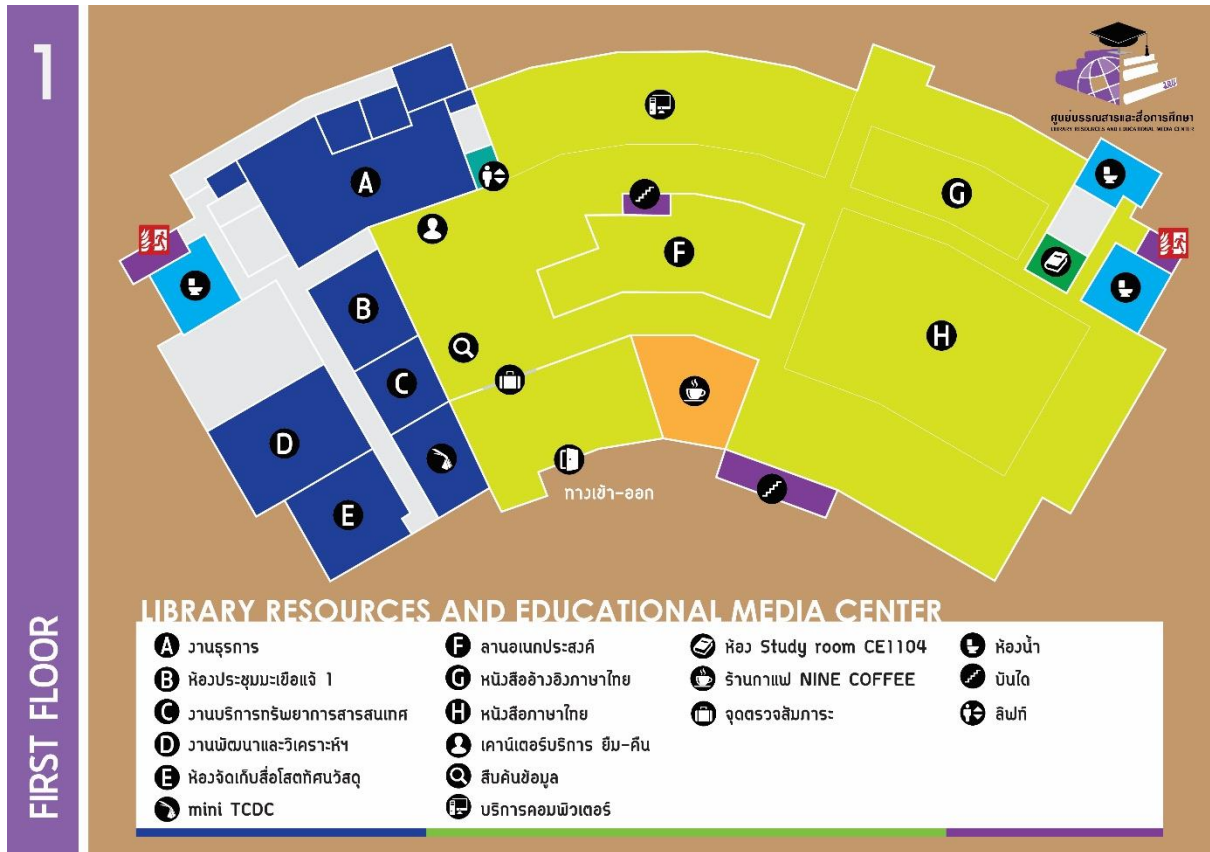 1
FIRST FLOOR
ศูนย์บรรณสารและสื่อการศึกษา
LIBRARY RESOURCES AND EDUCATIONAL MEDIA CENTER
A
G
F
B
H
C
D
E
ทางเข้า-ออก
LIBRARY RESOURCES AND EDUCATIONAL MEDIA CENTER
A งานธุรการ
B ห้องประชุมมะเขือแจ้ 1
C งานบริการทรัพยาการสารสนเทศ
D งานพัฒนาและวิเคราะห์ฯ
E ห้องจัดเก็บสื่อโสตทัศนวัสดุ
mini TCDC
F ลานอเนกประสงค์
G หนังสืออ้างอิงภาษาไทย
H หนังสือภาษาไทย
เคาน์เตอร์บริการ ยืม-คืน
สืบค้นข้อมูล
บริการคอมพิวเตอร์
ห้อง Study room CE1104
ร้านกาแฟ NINE COFFEE
จุดตรวจสัมภาระ
ห้องน้ำ
บันได
ลิฟท์